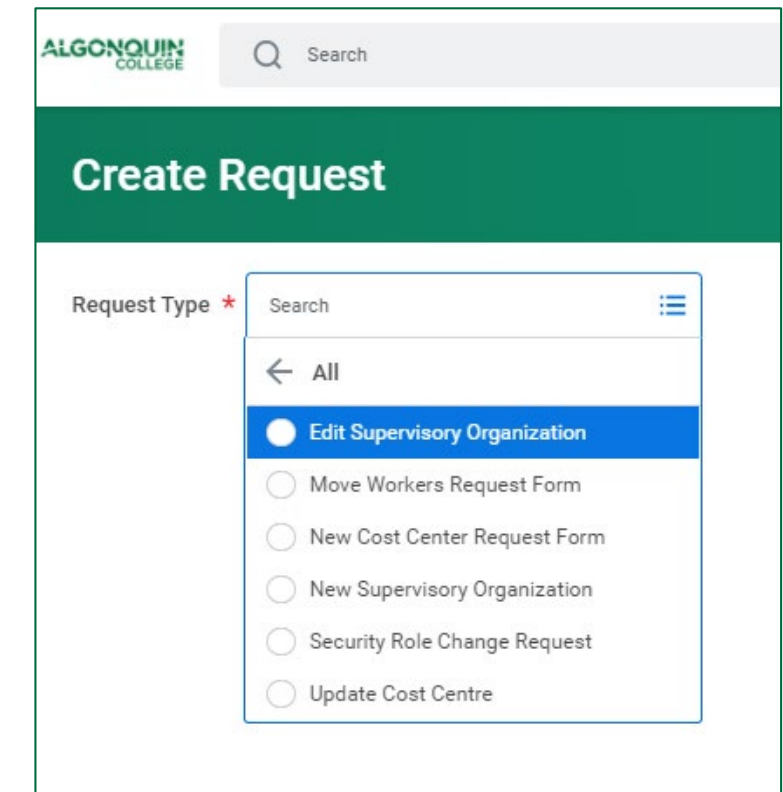 ALGONQUIN
COLLEGE
Search
Create Request
Request Type *
Search
All
Edit Supervisory Organization
Move Workers Request Form
New Cost Center Request Form
New Supervisory Organization
Security Role Change Request
Update Cost Centre